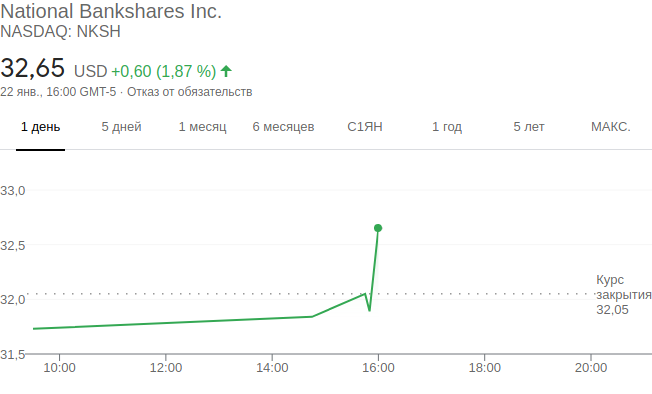 National Bankshares Inc.
NASDAQ: NKSH
32,65 USD +0,60 (1,87 %)
22 янв., 16:00 GMT-5 · Отказ от обязательств
1 день 5 дней 1 месяц 6 месяцев С1ЯН 1 год 5 лет МАКС.
33,0
32,5
32,0
31,5
Курс
закрытия
32,05
10:00 12:00 14:00 16:00 18:00 20:00